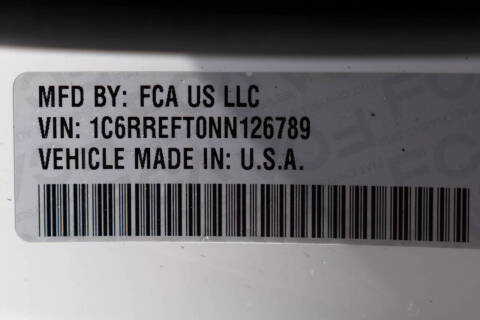 MFD BY: FCA US LLC
VIN: 1C6RREFT0NN126789
VEHICLE MADE IN: U.S.A.